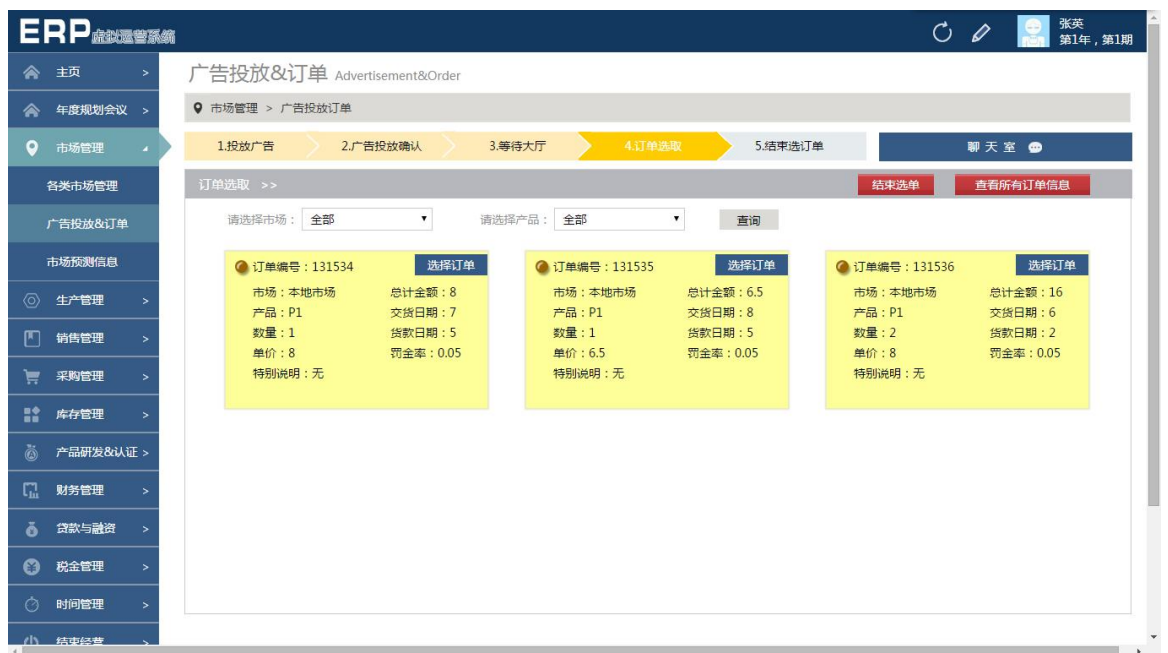 ERP虚拟运营系统
张英
第1年，第1期
主页 >
年度规划会议 >
市场管理
各类市场管理
广告投放&订单
市场预测信息
生产管理 >
销售管理 >
采购管理 >
库存管理 >
产品研发&认证 >
财务管理 >
贷款与融资 >
税金管理 >
时间管理 >
结束经营 >
广告投放&订单 Advertisement&Order
市场管理 > 广告投放订单
1.投放广告 2.广告投放确认 3.等待大厅 4.订单选取 5.结束选订单 聊天室
订单选取 >> 结束选单 查看所有订单信息
请选择市场： 全部 请选择产品： 全部 查询
订单编号：131534 选择订单
市场：本地市场 总计金额：8
产品：P1 交货日期：7
数量：1 货款日期：5
单价：8 罚金率：0.05
特别说明：无
订单编号：131535 选择订单
市场：本地市场 总计金额：6.5
产品：P1 交货日期：8
数量：1 货款日期：5
单价：6.5 罚金率：0.05
特别说明：无
订单编号：131536 选择订单
市场：本地市场 总计金额：16
产品：P1 交货日期：6
数量：2 货款日期：2
单价：8 罚金率：0.05
特别说明：无